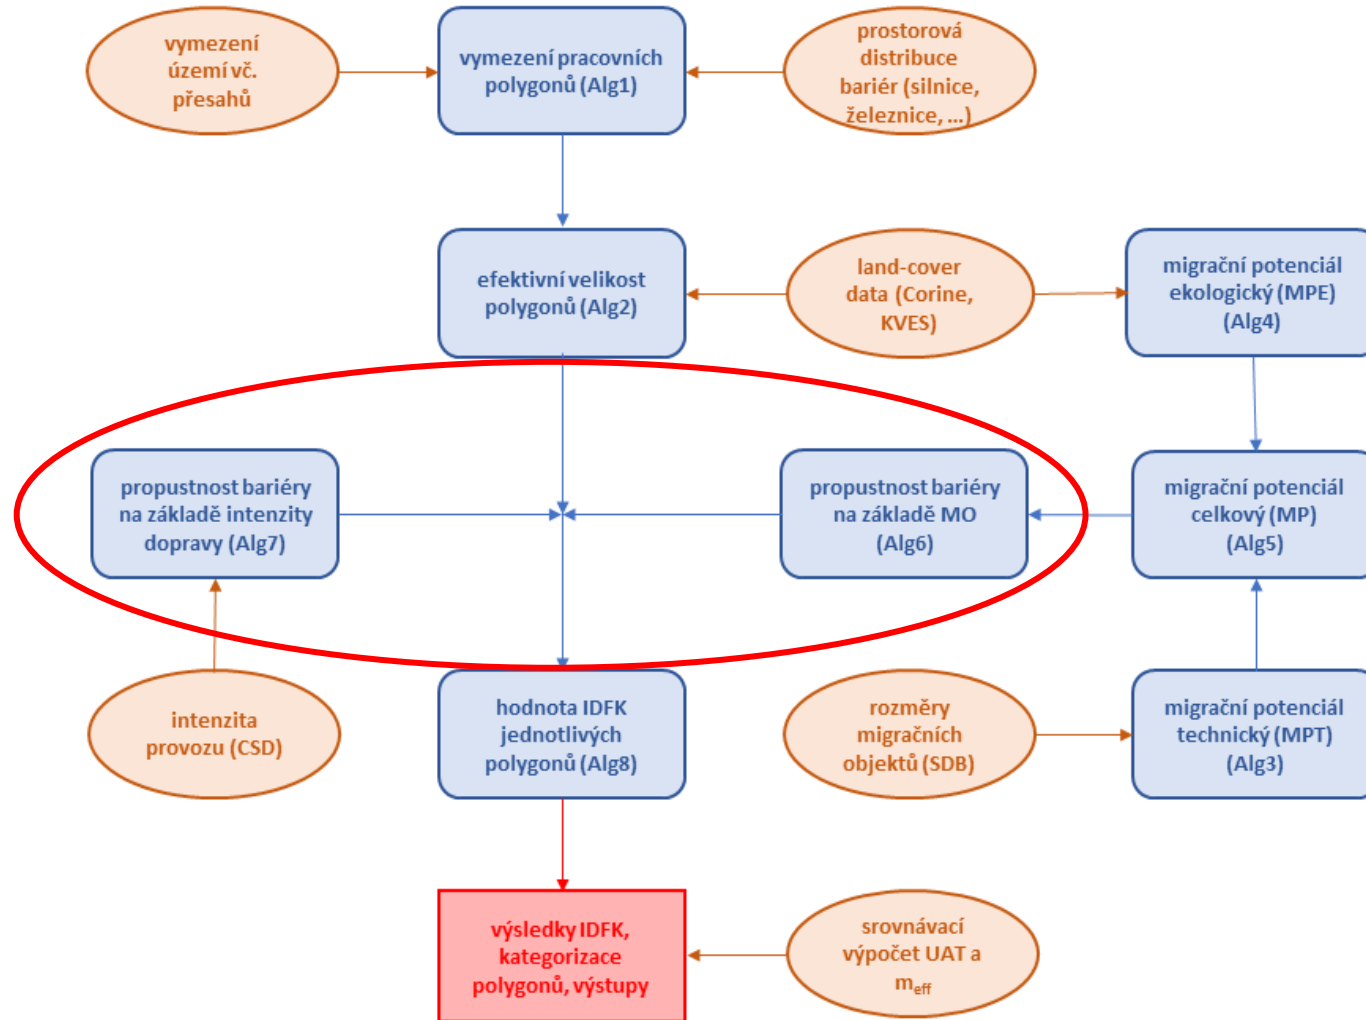 vymezení
území vč.
přesahů
vymezení pracovních
polygonů (Alg1)
prostorová
distribuce
bariér (silnice,
železnice, ...)
efektivní velikost
polygonů (Alg2)
land-cover
data (Corine,
KVES)
migrační potenciál
ekologický (MPE)
(Alg4)
propustnost bariéry
na základě intenzity
dopravy (Alg7)
propustnost bariéry
na základě MO
(Alg6)
migrační potenciál
celkový (MP)
(Alg5)
intenzita
provozu (CSD)
hodnota IDFK
jednotlivých
polygonů (Alg8)
rozměry
migračních
objektů (SDB)
migrační potenciál
technický (MPT)
(Alg3)
výsledky IDFK,
kategorizace
polygonů, výstupy
srovnávací
výpočet UAT a
m_eff